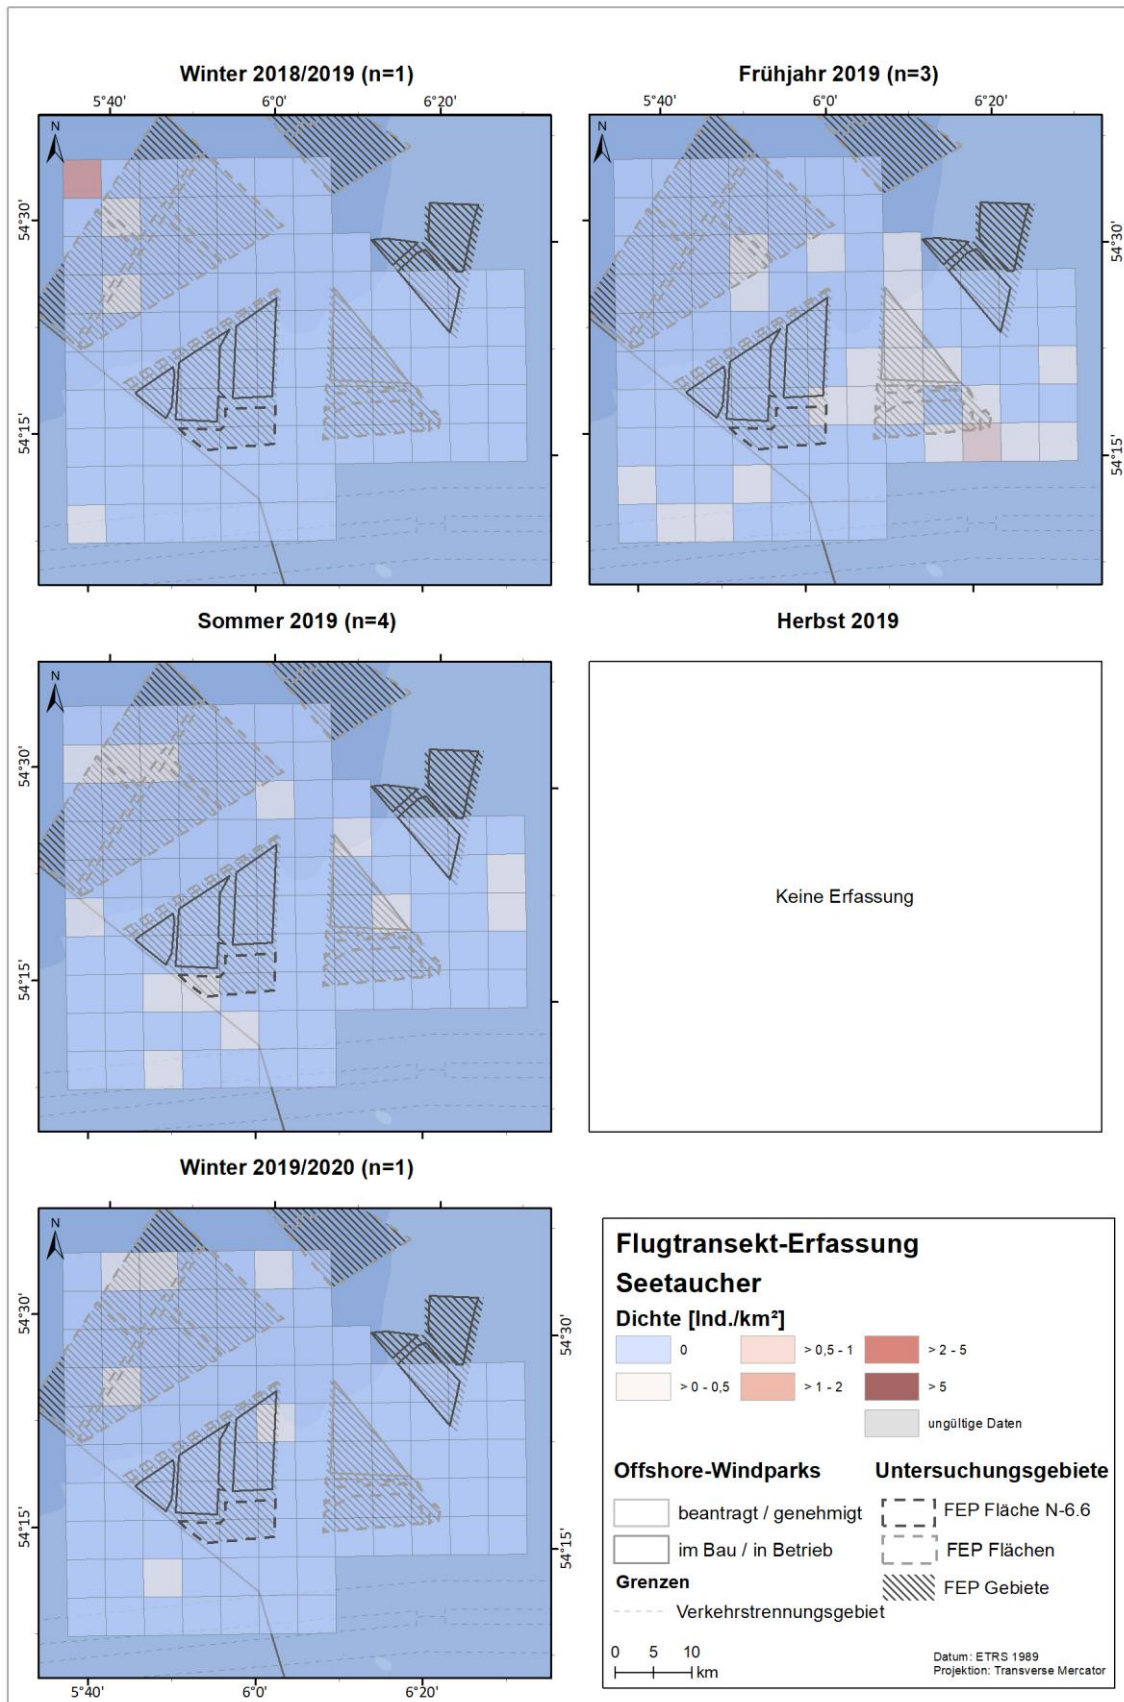 Winter 2018/2019 (n=1)
Frühjahr 2019 (n=3)
5°40'
6°0'
6°20'
5°40'
6°0'
6°20'
N
N
54°30'
54°15'
54°30'
54°15'
Sommer 2019 (n=4)
Herbst 2019
N
54°30'
54°15'
Keine Erfassung
Winter 2019/2020 (n=1)
N
54°30'
54°15'
54°30'
54°15'
5°40'
6°0'
6°20'
Flugtransekt-Erfassung
Seetaucher
Dichte [Ind./km²]
0
> 0,5 - 1
> 2 - 5
> 0 - 0,5
> 1 - 2
> 5
ungültige Daten
Offshore-Windparks
Untersuchungsgebiete
beantragt / genehmigt
FEP Fläche N-6.6
im Bau / in Betrieb
FEP Flächen
Grenzen
FEP Gebiete
Verkehrstrennungsgebiet
0 5 10
km
Datum: ETRS 1989
Projektion: Transverse Mercator